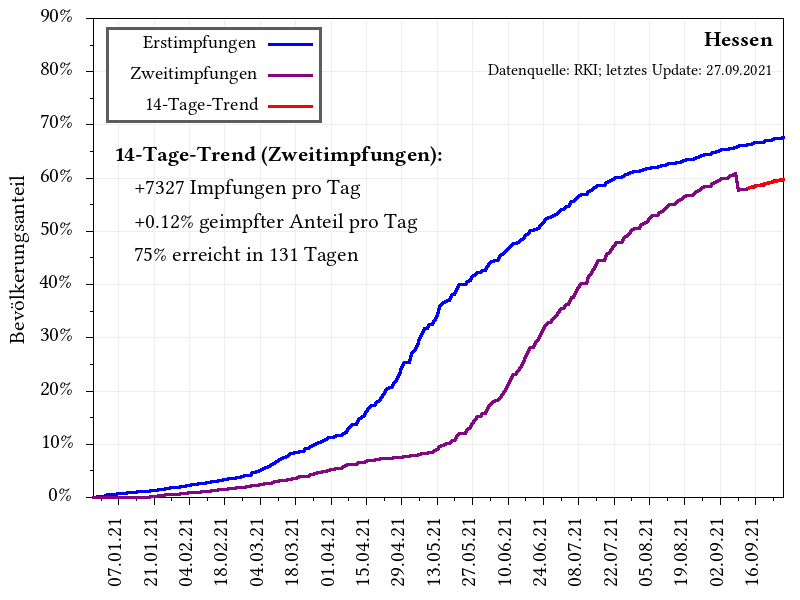 90%
80%
70%
60%
50%
40%
30%
20%
10%
0%
Bevölkerungsanteil
Erstimpfungen
Zweitimpfungen
14-Tage-Trend
Hessen
Datenquelle: RKI; letztes Update: 27.09.2021
14-Tage-Trend (Zweitimpfungen):
+7327 Impfungen pro Tag
+0.12% geimpfter Anteil pro Tag
75% erreicht in 131 Tagen
07.01.21
21.01.21
04.02.21
18.02.21
04.03.21
18.03.21
01.04.21
15.04.21
29.04.21
13.05.21
27.05.21
10.06.21
24.06.21
08.07.21
22.07.21
05.08.21
19.08.21
02.09.21
16.09.21